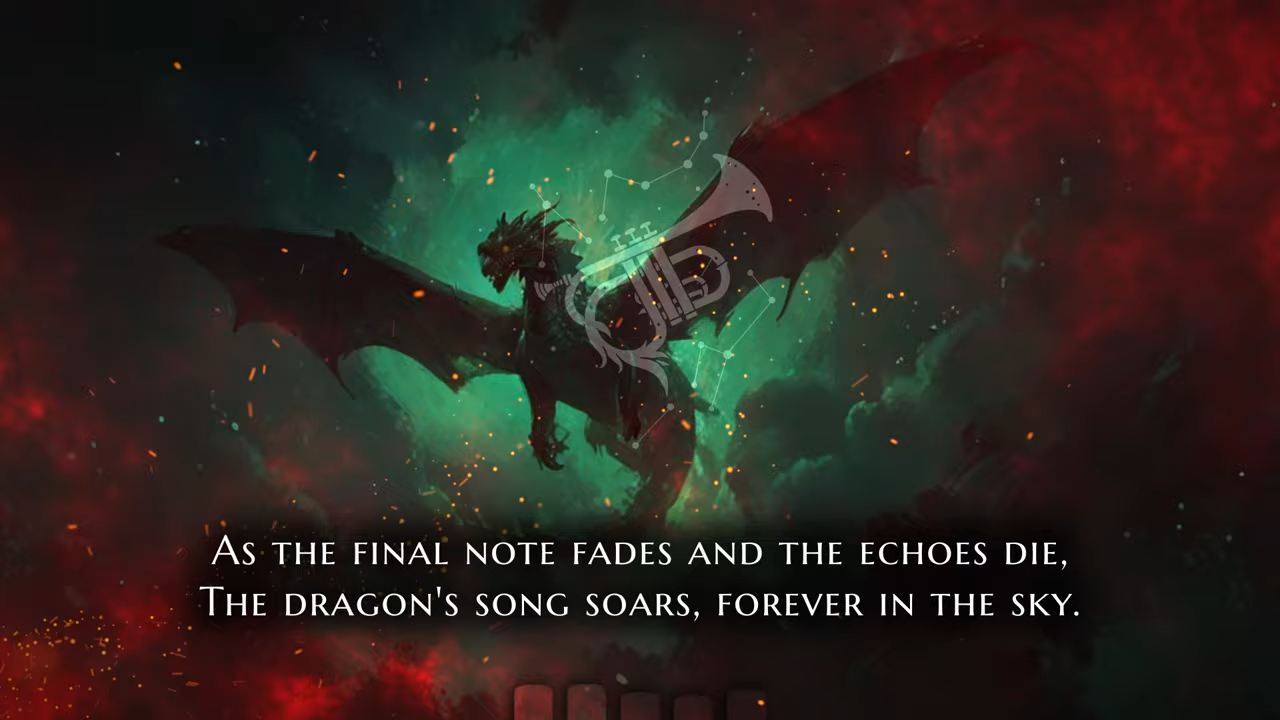 As the final note fades and the echoes die,
The dragon's song soars, forever in the sky.